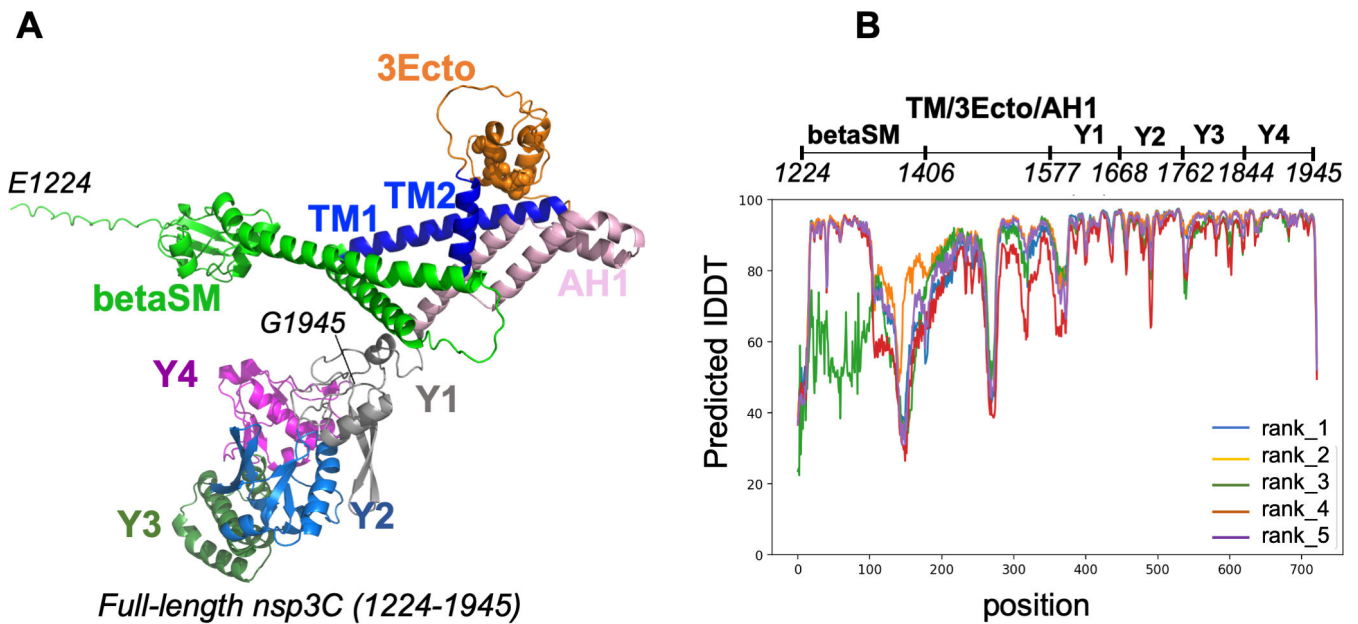 A
B
3Ecto
E1224
TM1
TM2
betaSM
AH1
G1945
Y4
Y1
Y3
Y2
Full-length nsp3C (1224-1945)
TM/3Ecto/AH1
betaSM
Y1
Y2
Y3
Y4
1224
1406
1577
1668
1762
1844
1945
Predicted IDDT
100
80
60
40
20
0
0
100
200
300
400
500
600
700
position
rank_1
rank_2
rank_3
rank_4
rank_5